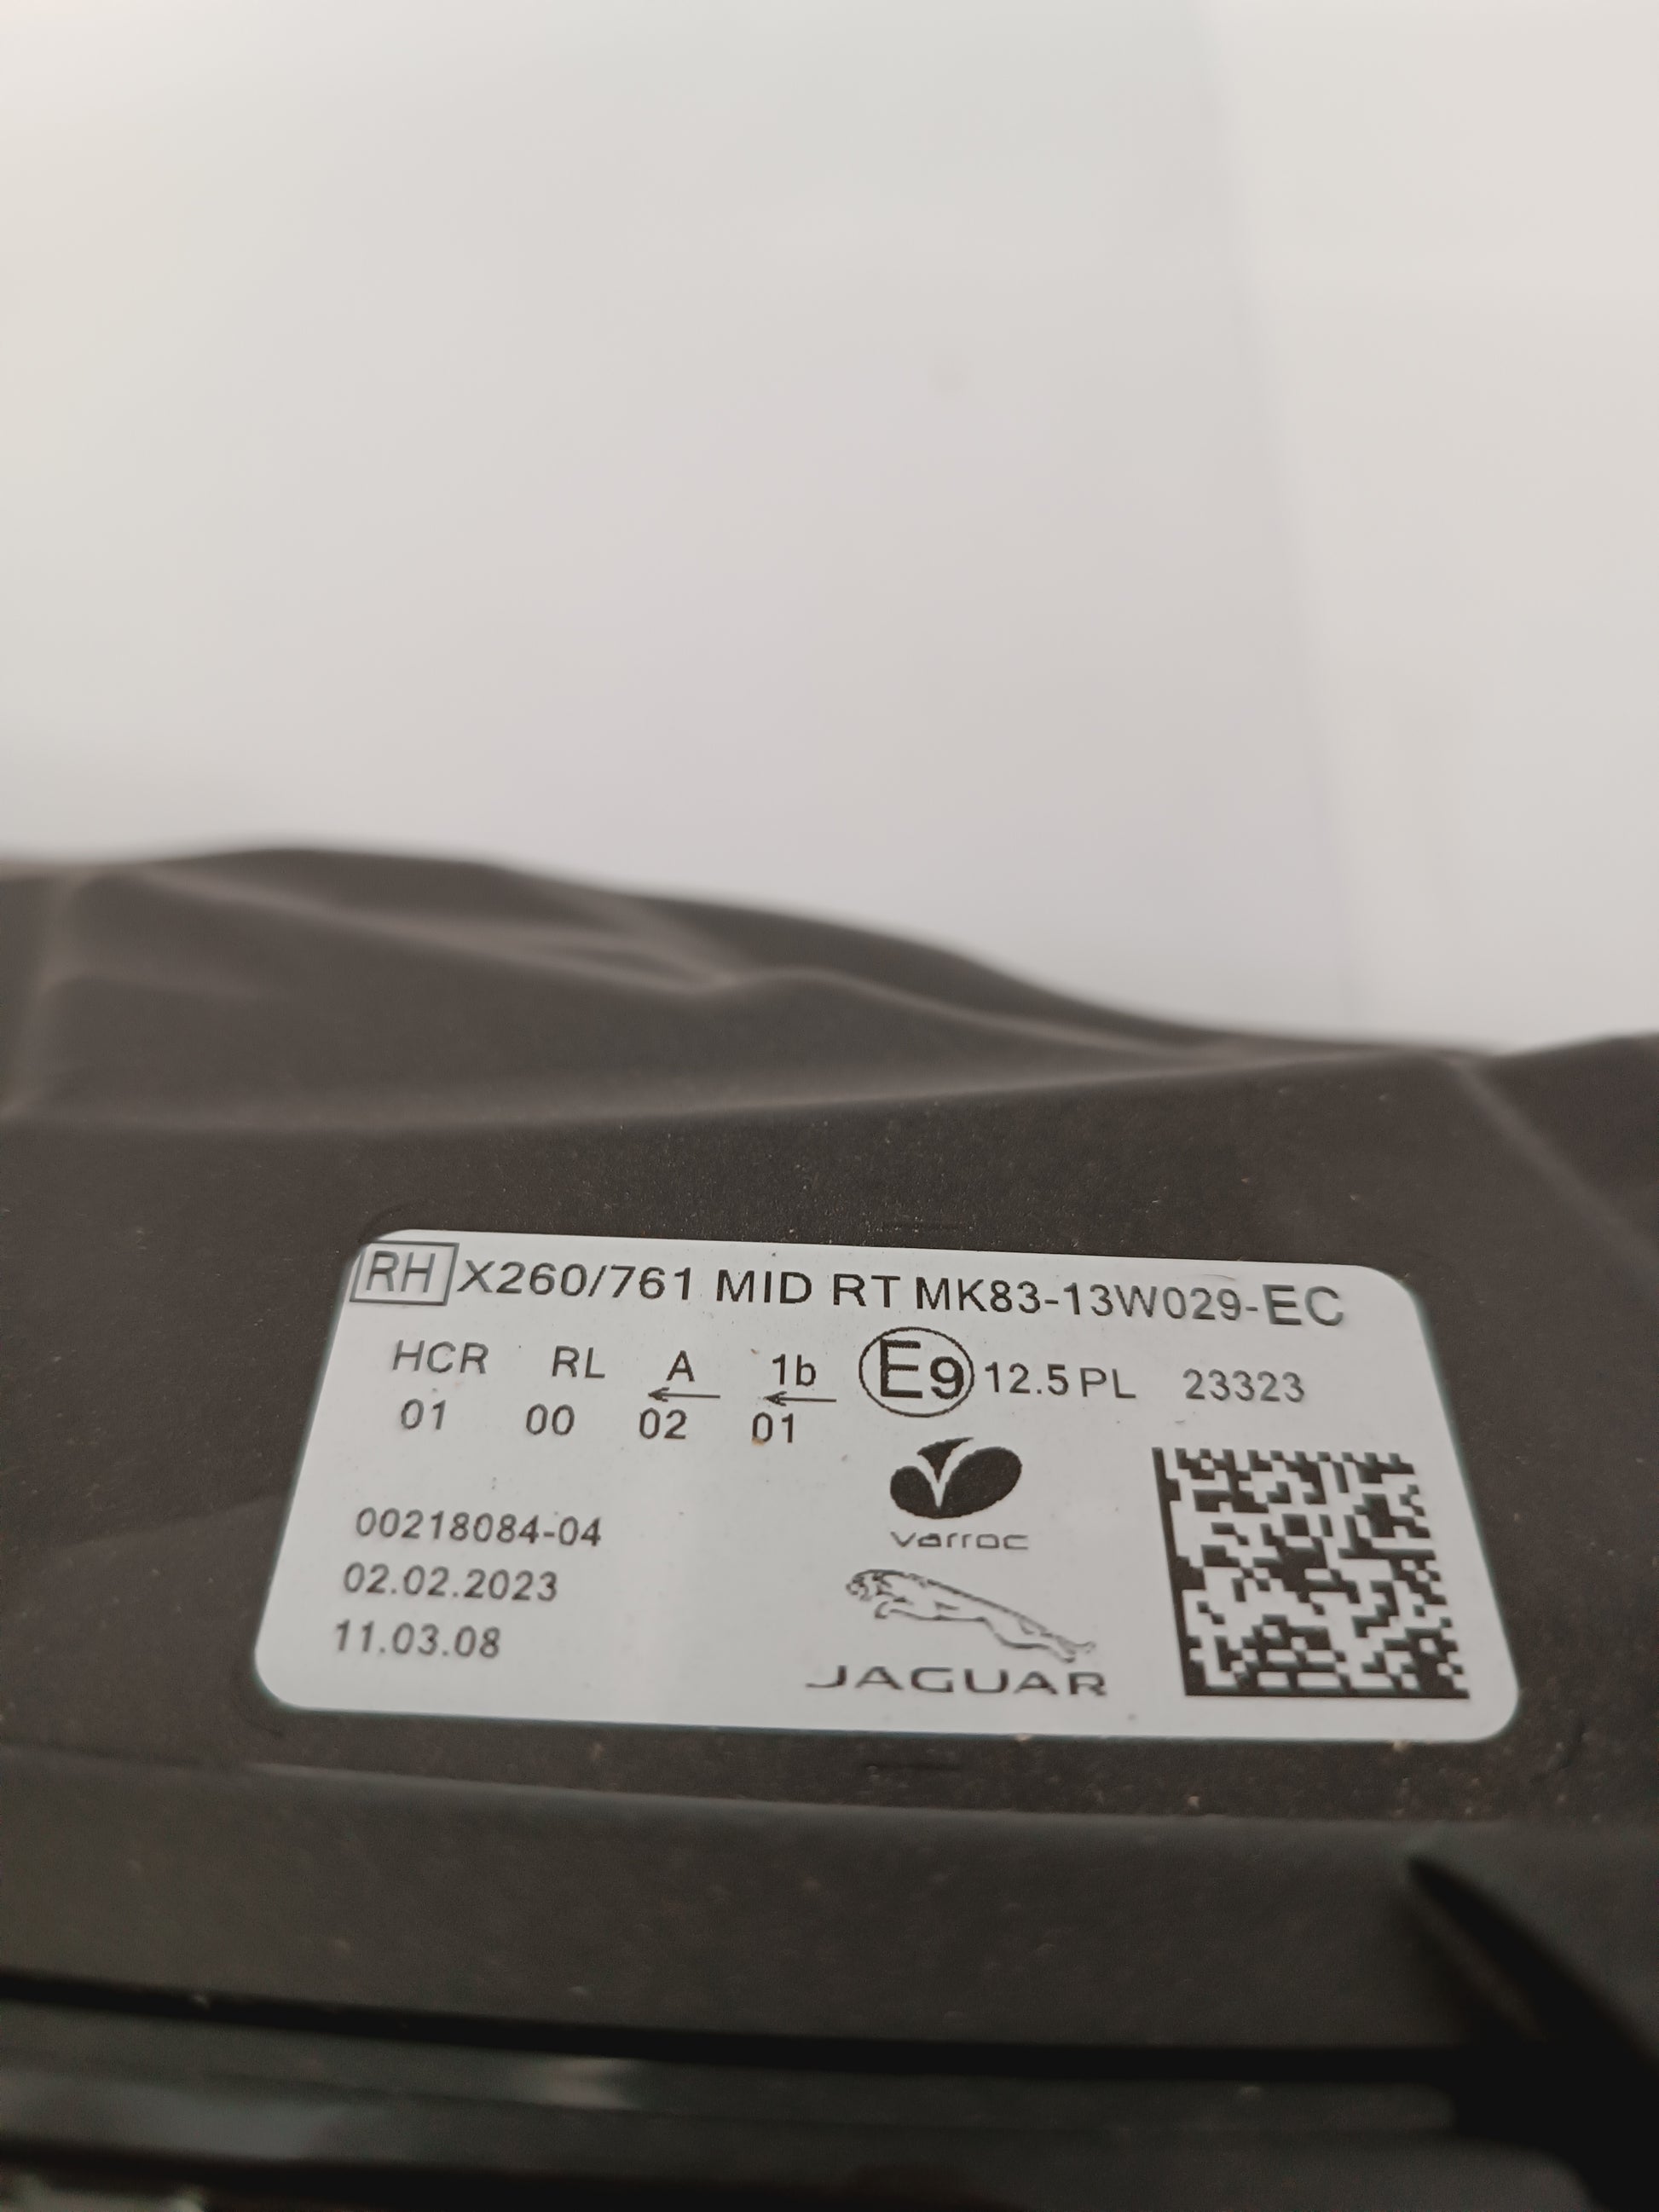 RH X260/761 MID RT MK83-13W029-EC
HCR RL A 1b E9 12.5 PL 23323
← ←
01 00 02 01
varroc
00218084-04
02.02.2023
11.03.08
JAGUAR